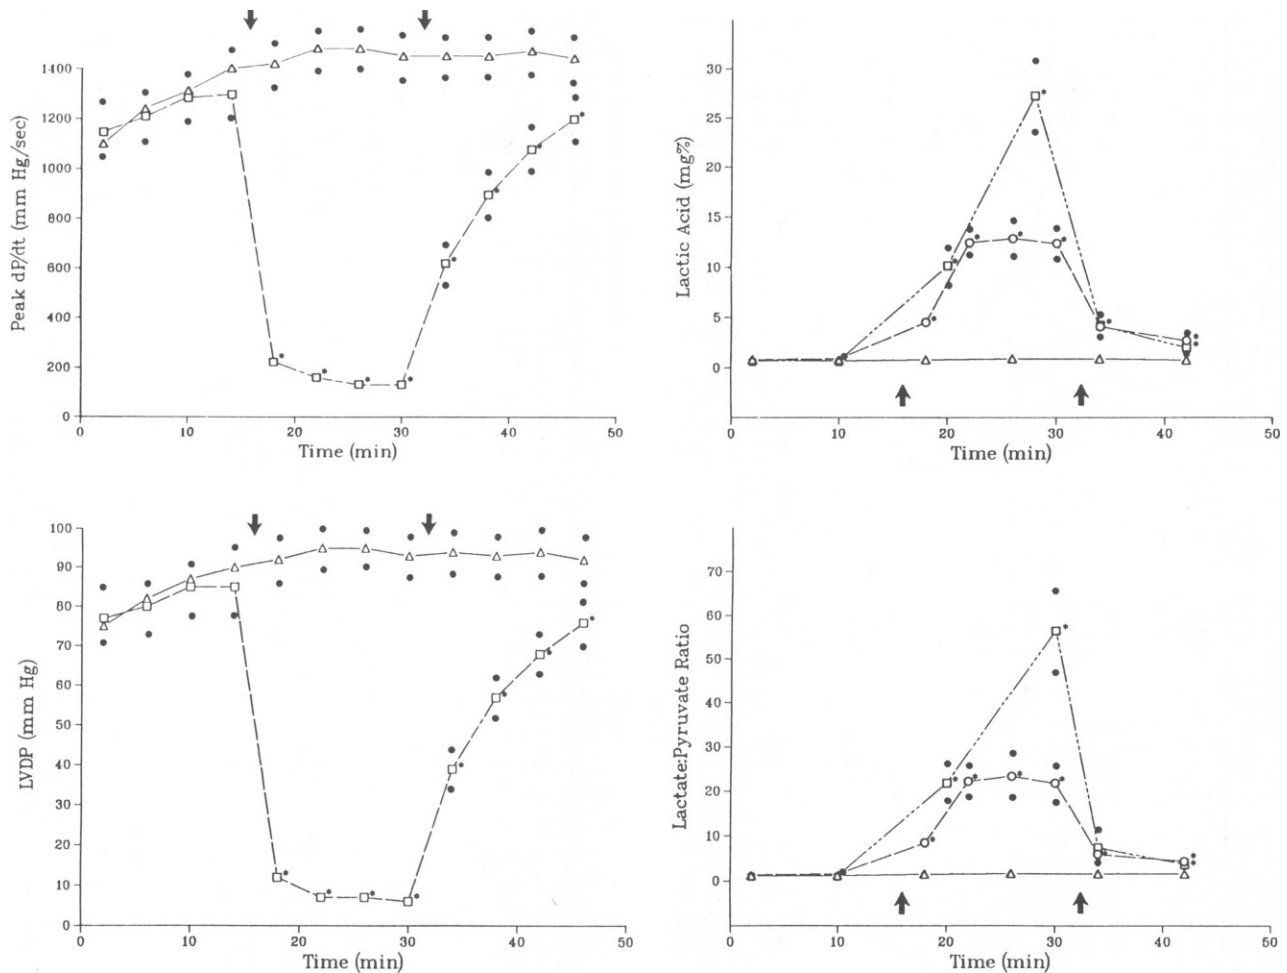 Peak dP/dt (mm Hg/sec)
1400
1200
1000
800
600
400
200
0
0 10 20 30 40 50
Time (min)
Lactic Acid (mg%)
30
25
20
15
10
5
0
0 10 20 30 40 50
Time (min)
LVDP (mm Hg)
100
90
80
70
60
50
40
30
20
10
0
0 10 20 30 40 50
Time (min)
Lactate:Pyruvate Ratio
70
60
50
40
30
20
10
0
0 10 20 30 40 50
Time (min)